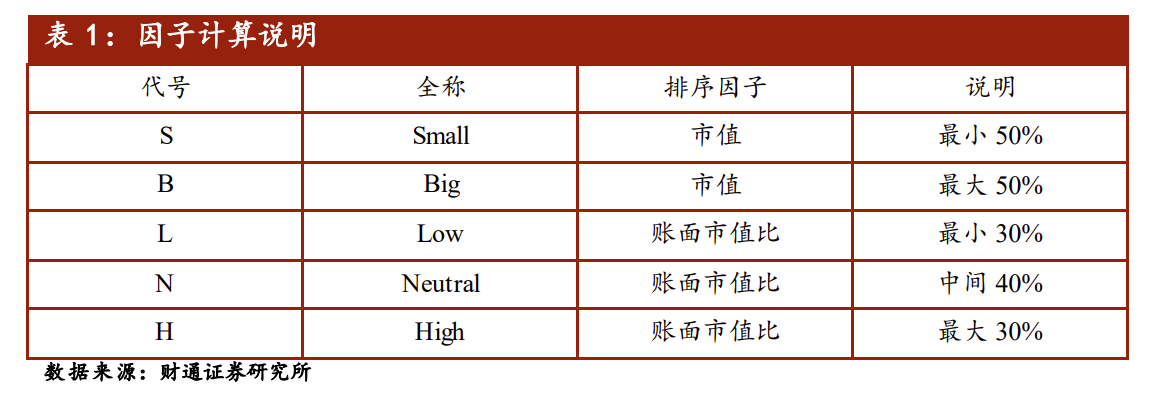 表 1：因子计算说明
代号 全称 排序因子 说明
S Small 市值 最小 50%
B Big 市值 最大 50%
L Low 账面市值比 最小 30%
N Neutral 账面市值比 中间 40%
H High 账面市值比 最大 30%
数据来源：财通证券研究所